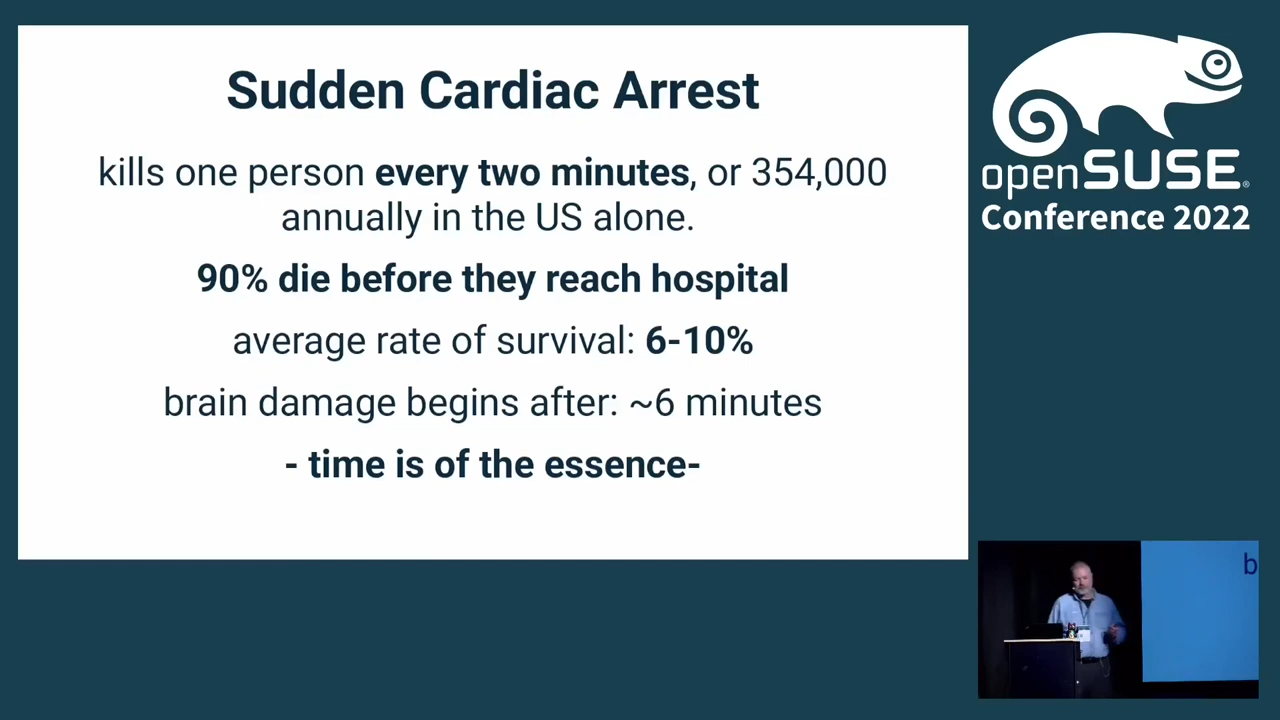 Sudden Cardiac Arrest
kills one person every two minutes, or 354,000
annually in the US alone.
90% die before they reach hospital
average rate of survival: 6-10%
brain damage begins after: ~6 minutes
- time is of the essence-
openSUSE®
Conference 2022
b